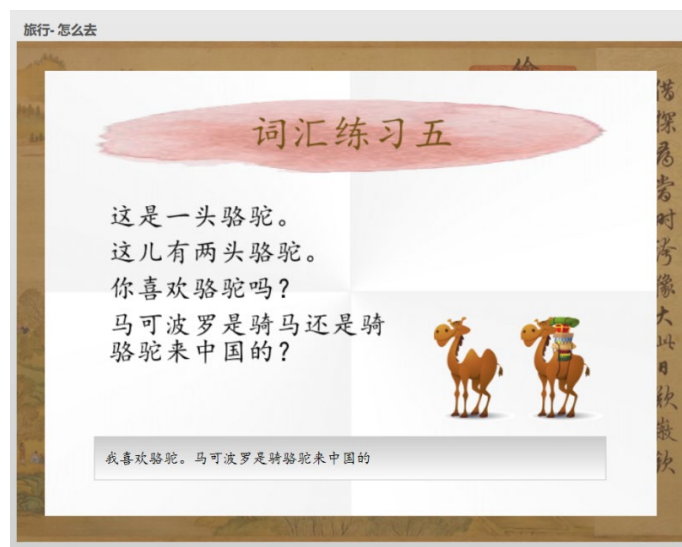 旅行- 怎么去
词汇练习五
这是一头骆驼。
这儿有两头骆驼。
你喜欢骆驼吗？
马可波罗是骑马还是骑
骆驼来中国的？
我喜欢骆驼。马可波罗是骑骆驼来中国的